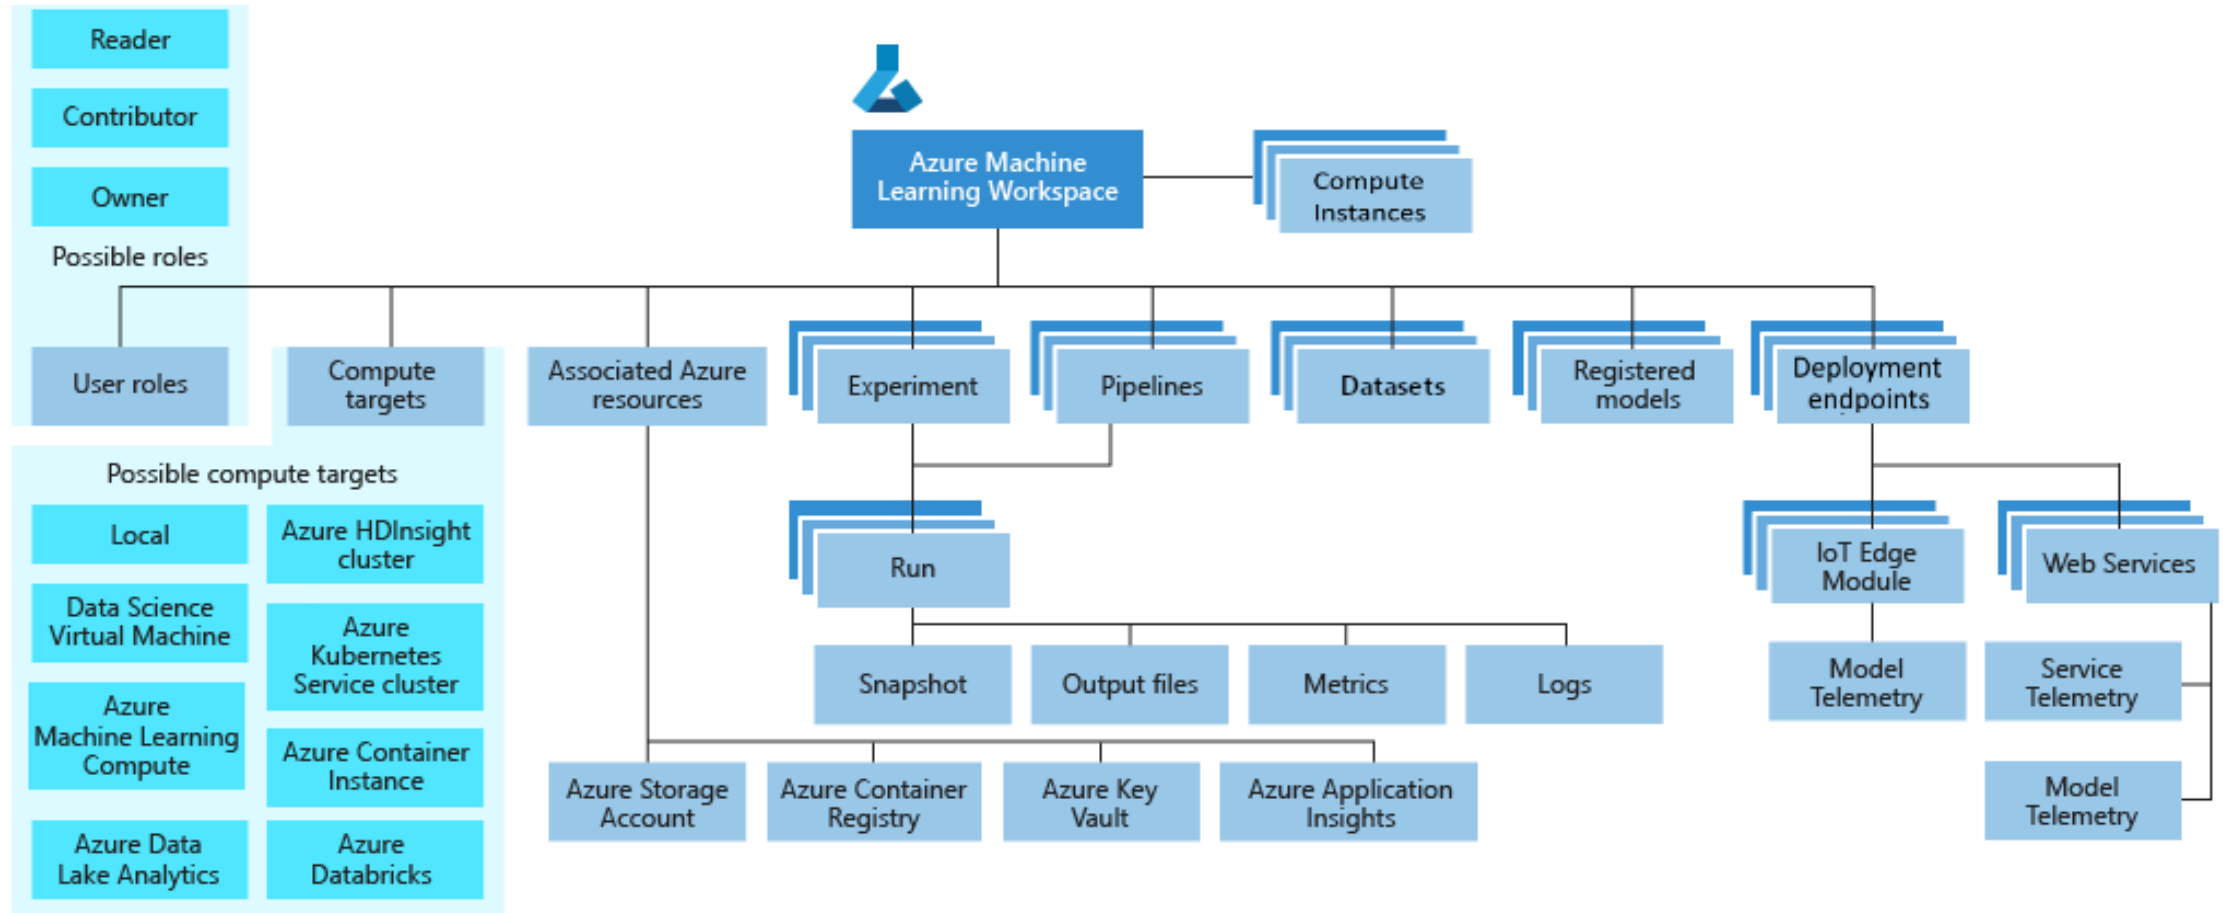 Reader
Contributor
Owner
Possible roles
Azure Machine
Learning Workspace
Compute
Instances
User roles
Compute
targets
Associated Azure
resources
Experiment
Pipelines
Datasets
Registered
models
Deployment
endpoints
Possible compute targets
Local
Azure HDInsight
cluster
Data Science
Virtual Machine
Azure
Kubernetes
Service cluster
Azure
Machine Learning
Compute
Azure Container
Instance
Azure Data
Lake Analytics
Azure
Databricks
Run
IoT Edge
Module
Web Services
Snapshot
Output files
Metrics
Logs
Model
Telemetry
Service
Telemetry
Azure Storage
Account
Azure Container
Registry
Azure Key
Vault
Azure Application
Insights
Model
Telemetry